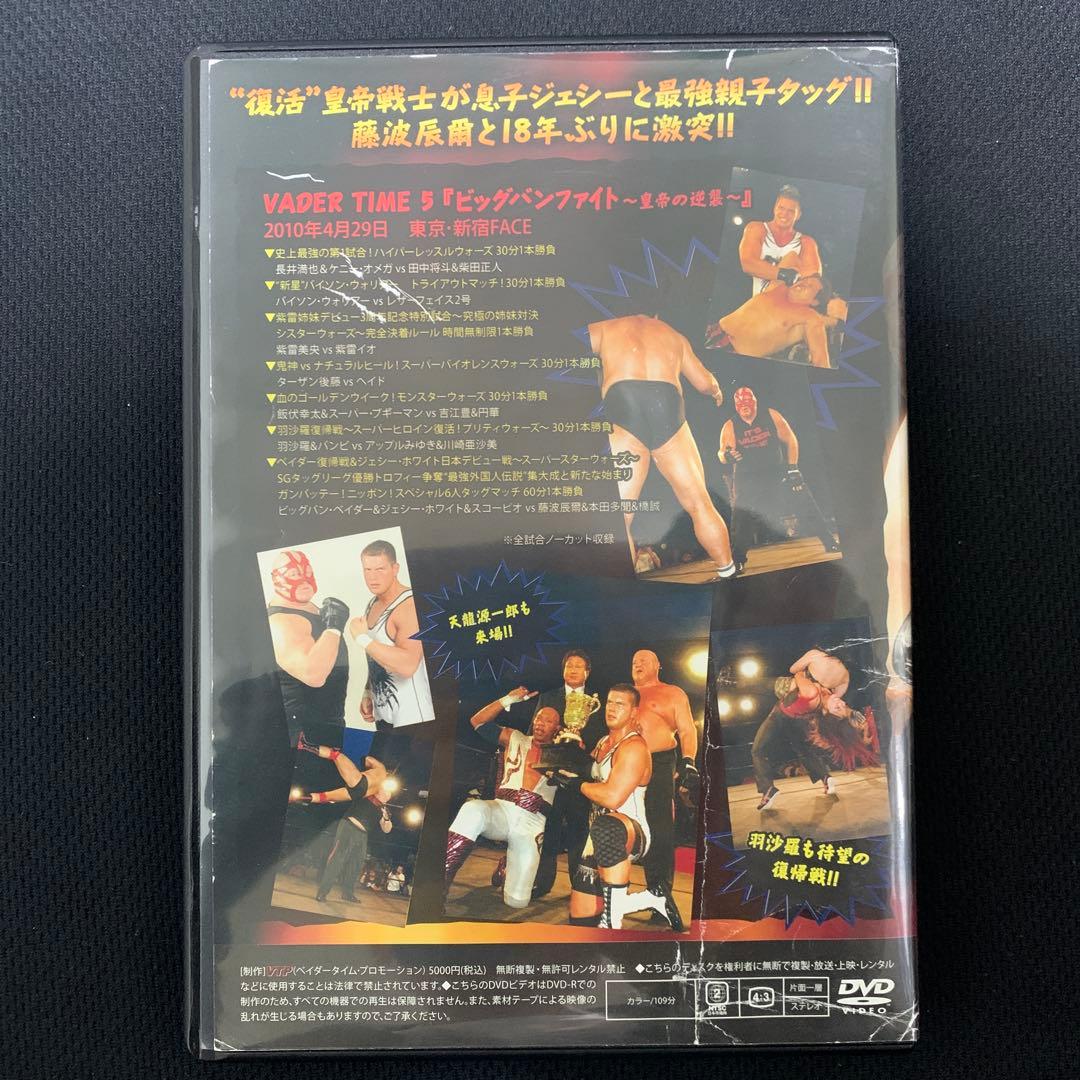 “復活”皇帝戦士が息子ジェシーと最強親子タッグ!!
藤波辰爾と18年ぶりに激突!!
VADER TIME 5『ビッグバンファイト～皇帝の逆襲～』
2010年4月29日　東京・新宿FACE
▼史上最強の第1試合!ハイパーレッスルウォーズ 30分1本勝負
長井満也&ケニー・オメガ vs 田中将斗&柴田正人
▼“新星”バイソン・ウォリアー　トライアウトマッチ!30分1本勝負
バイソン・ウォリアー vs レザーフェイス2号
▼紫雷姉妹デビュー3周年記念特別試合～究極の姉妹対決
シスターウォーズ～完全決着ルール 時間無制限1本勝負
紫雷美央 vs 紫雷イオ
▼鬼神 vs ナチュラルヒール!スーパーバイオレンスウォーズ 30分1本勝負
ターザン後藤 vs ヘイド
▼血のゴールデンウイーク!モンスターウォーズ 30分1本勝負
飯伏幸太&スーパー・ブギーマン vs 吉江豊&円華
▼羽沙羅復帰戦～スーパーヒロイン復活!プリティウォーズ～ 30分1本勝負
羽沙羅&バンビ vs アップルみゆき&川崎亜沙美
▼ベイダー復帰戦&ジェシー・ホワイト日本デビュー戦～スーパースターウォーズ～
SGタッグリーグ優勝トロフィー争奪“最強外国人伝説”集大成と新たな始まり
ガンバッテー!ニッポン!スペシャル6人タッグマッチ 60分1本勝負
ビッグバン・ベイダー&ジェシー・ホワイト&スコーピオ vs 藤波辰爾&本田多聞&橋誠
※全試合ノーカット収録
IT'S
VADER
天龍源一郎も
来場!!
羽沙羅も待望の
復帰戦!!
[制作]VTP(ベイダータイム・プロモーション) 5000円(税込)　無断複製・無許可レンタル禁止　◆こちらのディスクを権利者に無断で複製・放送・上映・レンタル
などに使用することは法律で禁止されています。◆こちらのDVDビデオはDVD-Rでの
制作のため、すべての機器での再生は保障されません。また、素材テープによる映像の
乱れが生じる場合もありますので、ご了承ください。
カラー/109分
2
NTSC
日本市場向
4:3
片面一層
ステレオ
DVD
VIDEO